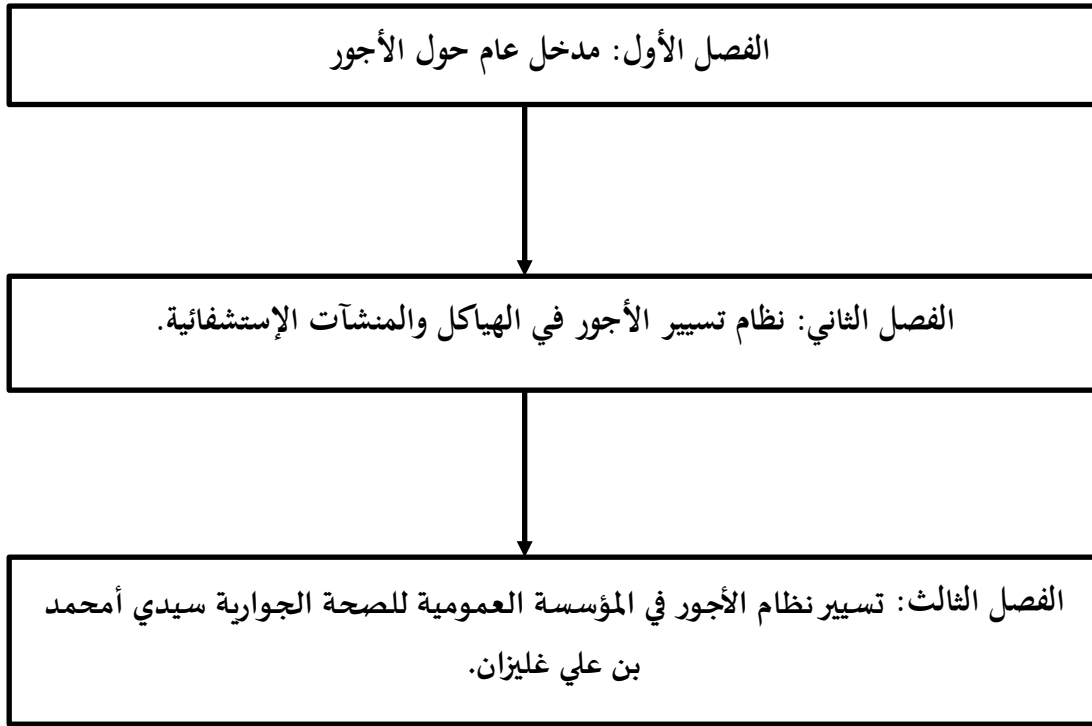 الفصل الأول: مدخل عام حول الأجور
الفصل الثاني: نظام تسيير الأجور في الهياكل والمنشآت الإستشفائية.
الفصل الثالث: تسيير نظام الأجور في المؤسسة العمومية للصحة الجوارية سيدي أمحمد
بن علي غليزان.